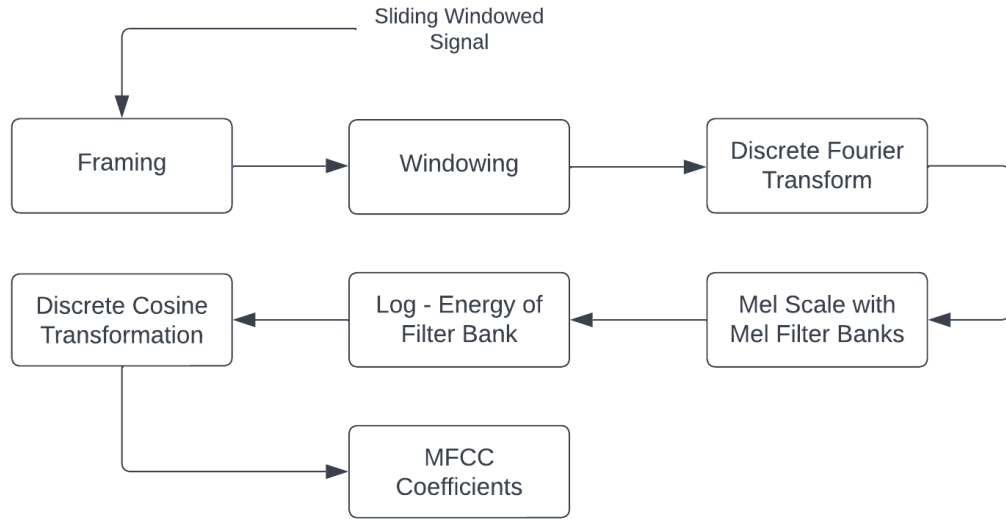 Sliding Windowed
Signal
Framing
Windowing
Discrete Fourier
Transform
Mel Scale with
Mel Filter Banks
Log - Energy of
Filter Bank
Discrete Cosine
Transformation
MFCC
Coefficients